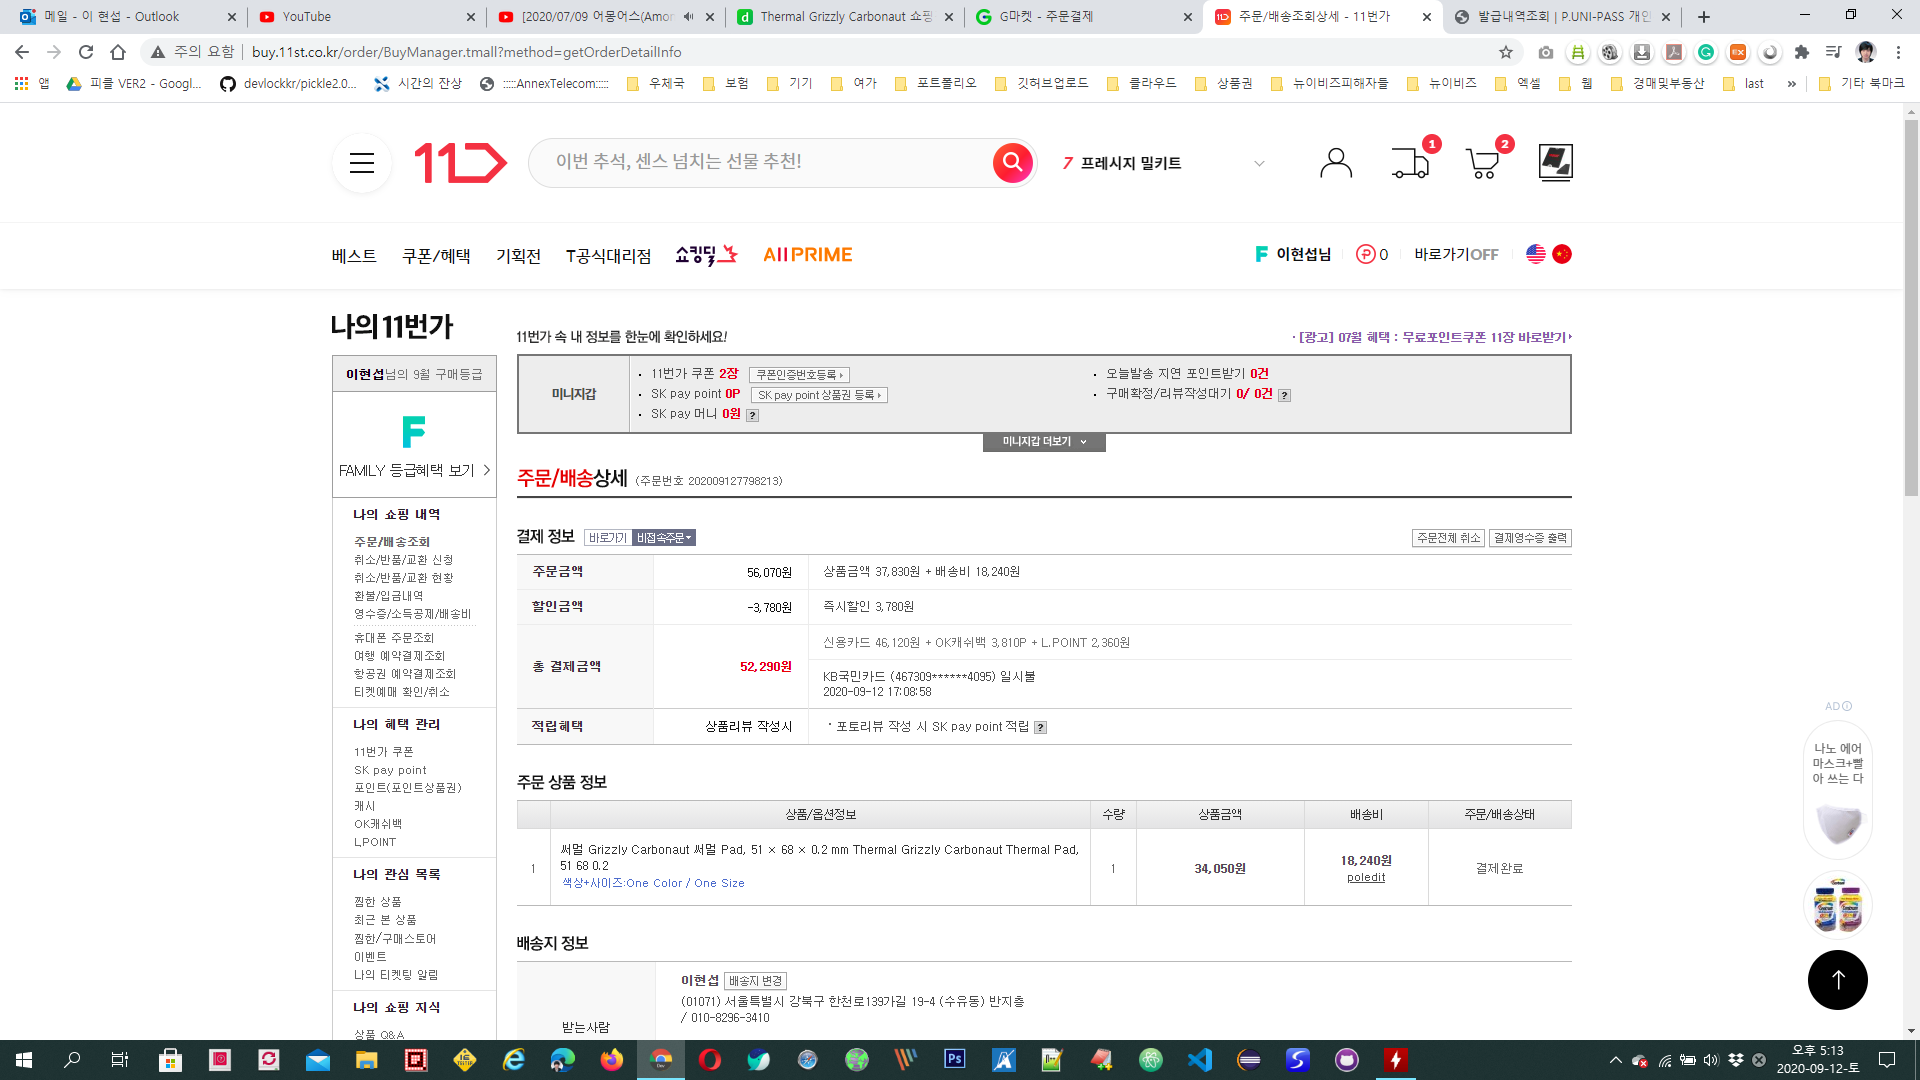 메일 - 이 현섭 - Outlook
YouTube
[2020/07/09 어몽어스(Amon
Thermal Grizzly Carbonaut 쇼핑
G마켓 - 주문결제
주문/배송조회상세 - 11번가
발급내역조회 | P.UNI-PASS 개인
주의 요함
buy.11st.co.kr/order/BuyManager.tmall?method=getOrderDetailInfo
앱
피클 VER2 - Googl...
devlockkr/pickle2.0...
시간의 잔상
:::::AnnexTelecom:::::
우체국
보험
기기
여가
포트폴리오
깃허브업로드
클라우드
상품권
뉴이비즈피해자들
뉴이비즈
엑셀
웹
경매및부동산
last
»
기타 북마크
11
이번 추석, 센스 넘치는 선물 추천!
7 프레시지 밀키트
1
2
베스트
쿠폰/혜택
기획전
T공식대리점
쇼킹딜
All PRIME
F 이현섭님
P 0
바로가기OFF
나의 11번가
11번가 속 내 정보를 한눈에 확인하세요!
· [광고] 07월 혜택 : 무료포인트쿠폰 11장 바로받기
이현섭님의 9월 구매등급
F
FAMILY 등급혜택 보기 >
미니지갑
· 11번가 쿠폰 2장 쿠폰인증번호등록
· SK pay point 0P SK pay point 상품권 등록
· SK pay 머니 0원 ?
· 오늘발송 지연 포인트받기 0건
· 구매확정/리뷰작성대기 0/ 0건 ?
미니지갑 더보기
주문/배송상세 (주문번호 202009127798213)
나의 쇼핑 내역
주문/배송조회
취소/반품/교환 신청
취소/반품/교환 현황
환불/입금내역
영수증/소득공제/배송비
휴대폰 주문조회
여행 예약결제조회
항공권 예약결제조회
티켓예매 확인/취소
나의 혜택 관리
11번가 쿠폰
SK pay point
포인트(포인트상품권)
캐시
OK캐쉬백
L.POINT
나의 관심 목록
찜한 상품
최근 본 상품
찜한/구매스토어
이벤트
나의 티켓팅 알림
나의 쇼핑 지식
상품 Q&A
결제 정보 바로가기 비접속주문
주문전체 취소 결제영수증 출력
주문금액 56,070원 상품금액 37,830원 + 배송비 18,240원
할인금액 -3,780원 즉시할인 3,780원
총 결제금액 52,290원
신용카드 46,120원 + OK캐쉬백 3,810P + L.POINT 2,360원
KB국민카드 (467309******4095) 일시불
2020-09-12 17:08:58
적립혜택 상품리뷰 작성시 · 포토리뷰 작성 시 SK pay point 적립 ?
주문 상품 정보
상품/옵션정보 수량 상품금액 배송비 주문/배송상태
1
써멀 Grizzly Carbonaut 써멀 Pad, 51 × 68 × 0.2 mm Thermal Grizzly Carbonaut Thermal Pad,
51 68 0.2
색상+사이즈:One Color / One Size
1
34,050원
18,240원
poledit
결제완료
배송지 정보
받는사람
이현섭 배송지 변경
(01071) 서울특별시 강북구 한천로139가길 19-4 (수유동) 반지층
/ 010-8296-3410
AD
나노 에어
마스크+빨
아 쓰는 다
Centrum
오후 5:13
2020-09-12-토